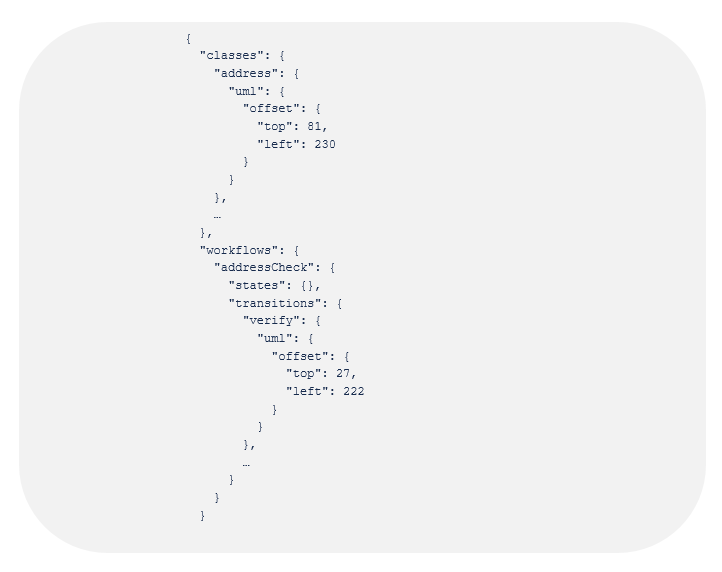 {
  "classes": {
    "address": {
      "uml": {
        "offset": {
          "top": 81,
          "left": 230
        }
      }
    },
    …
  },
  "workflows": {
    "addressCheck": {
      "states": {},
      "transitions": {
        "verify": {
          "uml": {
            "offset": {
              "top": 27,
              "left": 222
            }
          }
        },
        …
      }
    }
  }